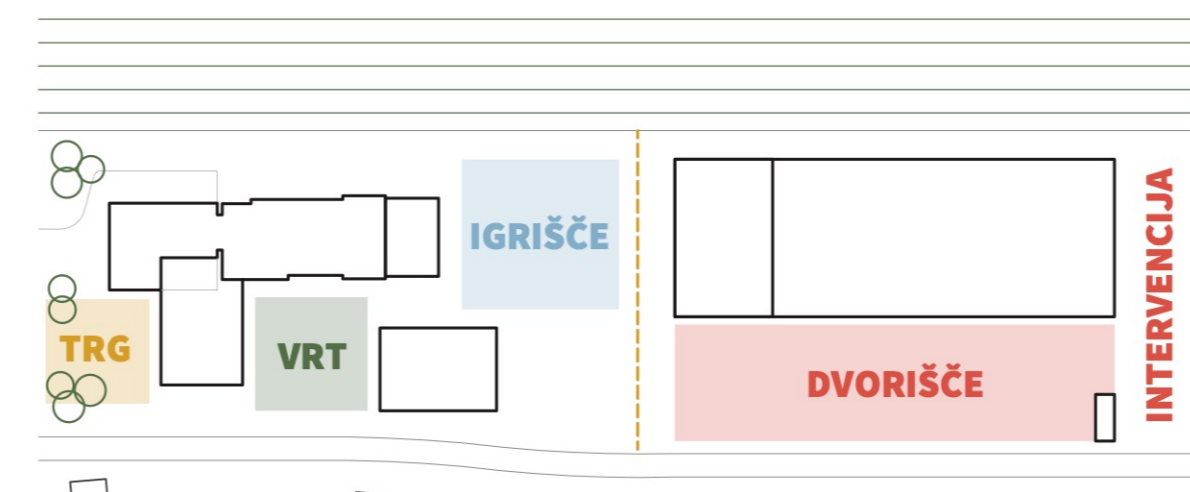 IGRIŠČE
TRG
VRT
DVORIŠČE
INTERVENCIJA